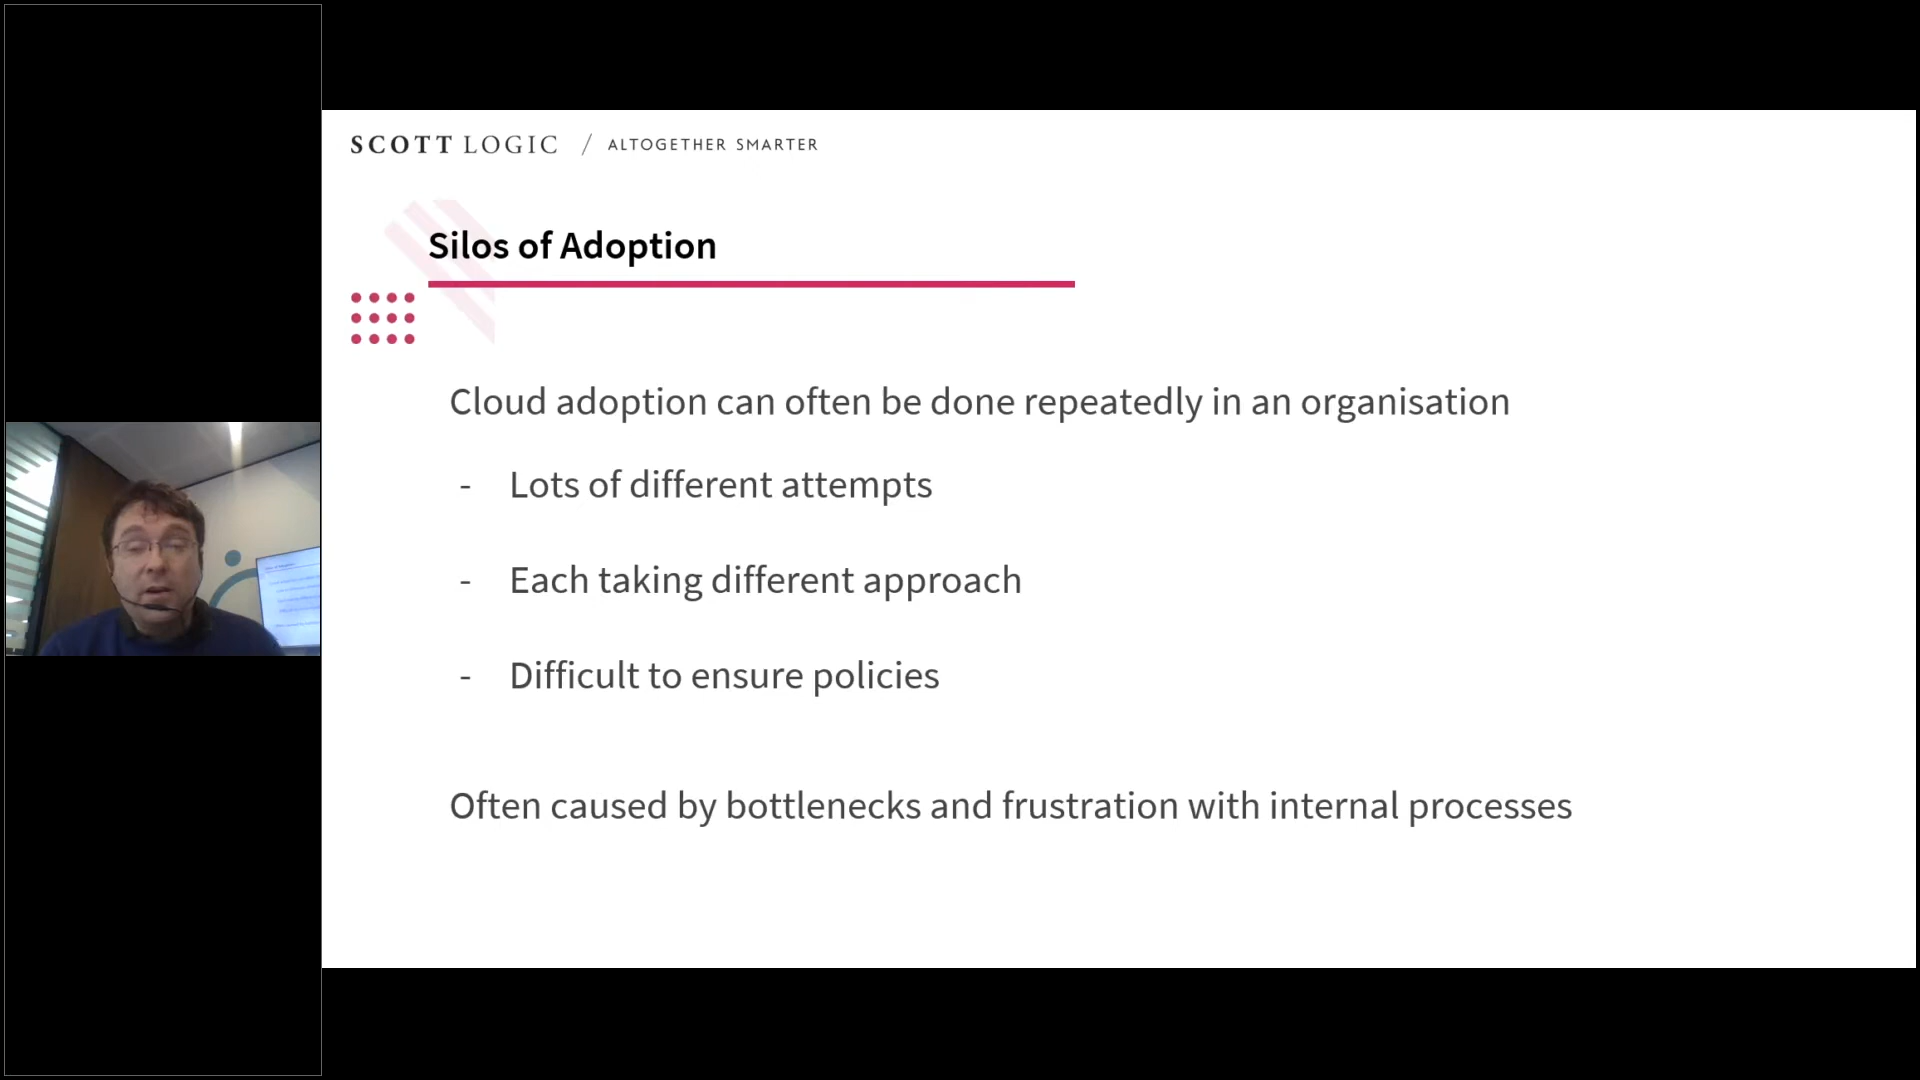 SCOTT LOGIC / ALTOGETHER SMARTER
Silos of Adoption
Cloud adoption can often be done repeatedly in an organisation
- Lots of different attempts
- Each taking different approach
- Difficult to ensure policies
Often caused by bottlenecks and frustration with internal processes